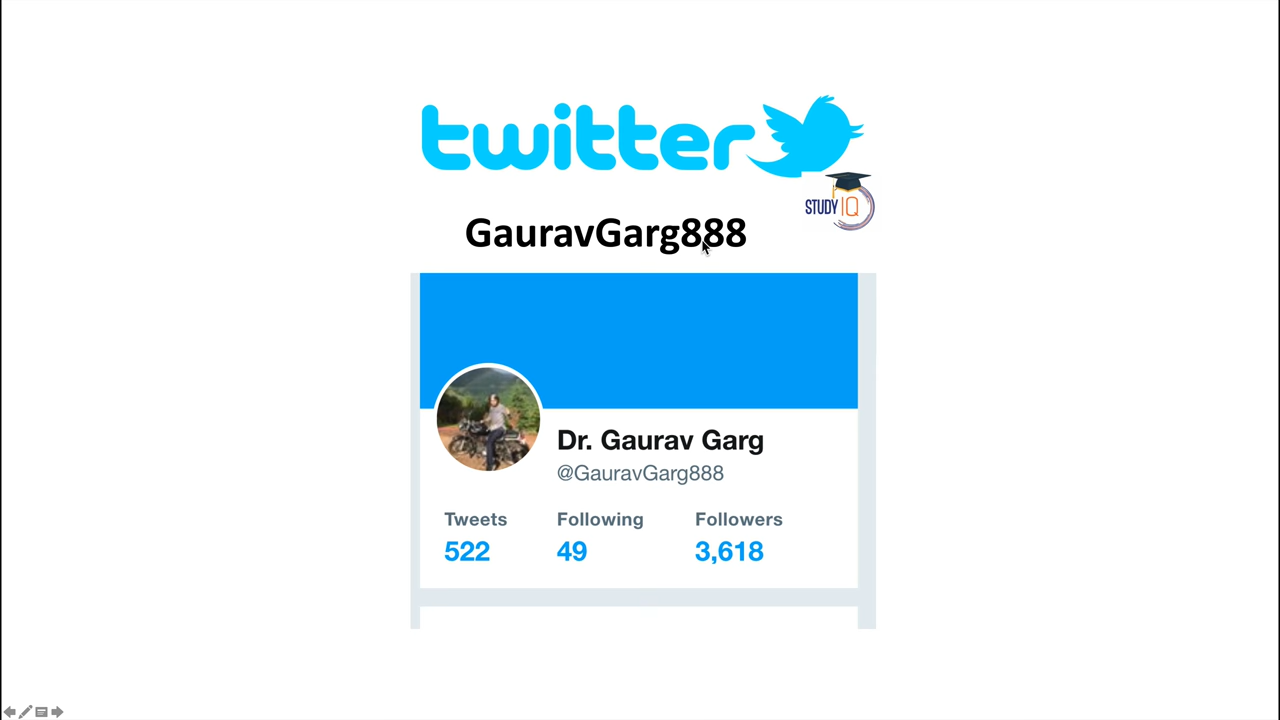 twitter
STUDY IQ
GauravGarg888
Dr. Gaurav Garg
@GauravGarg888
Tweets Following Followers
522 49 3,618